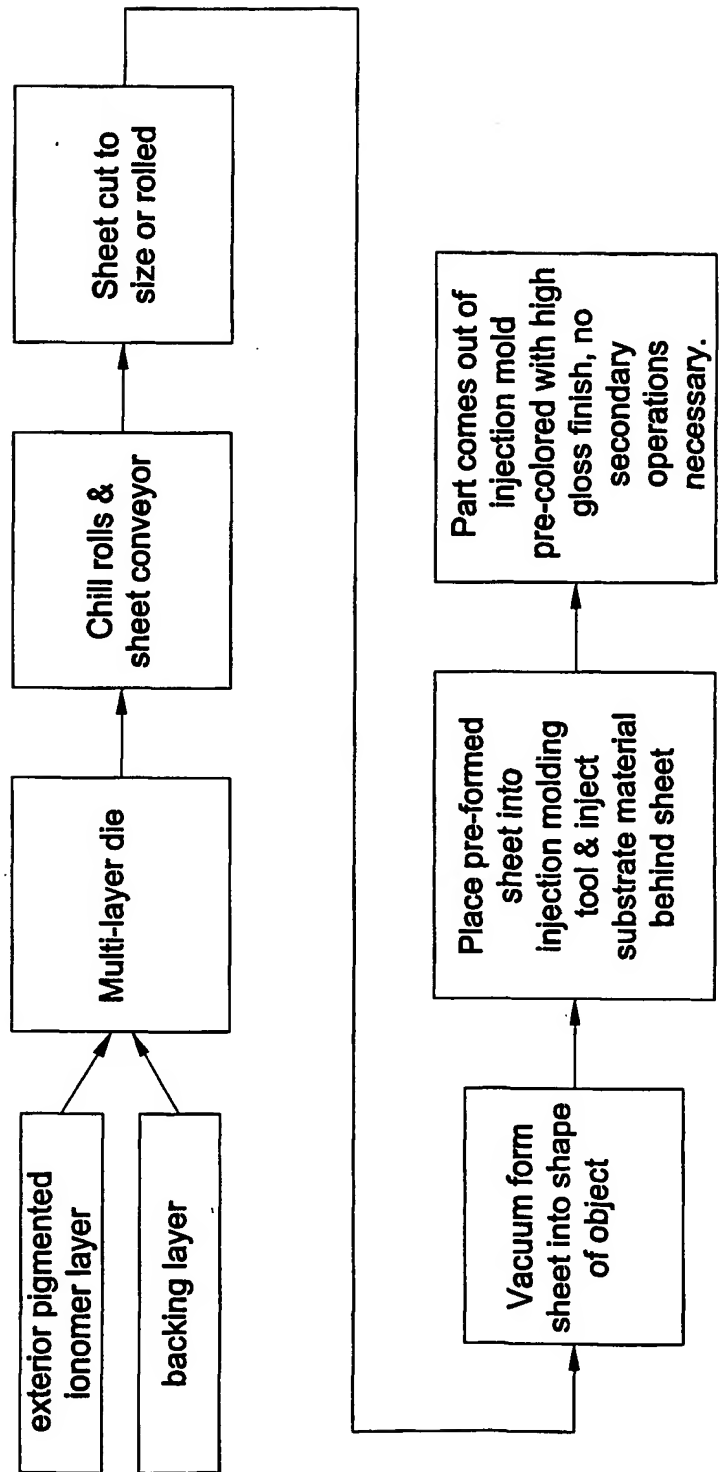 exterior pigmented
ionomer layer
backing layer
Multi-layer die
Chill rolls &
sheet conveyor
Sheet cut to
size or rolled
Vacuum form
sheet into shape
of object
Place pre-formed
sheet into
injection molding
tool & inject
substrate material
behind sheet
Part comes out of
injection mold
pre-colored with high
gloss finish, no
secondary
operations
necessary.